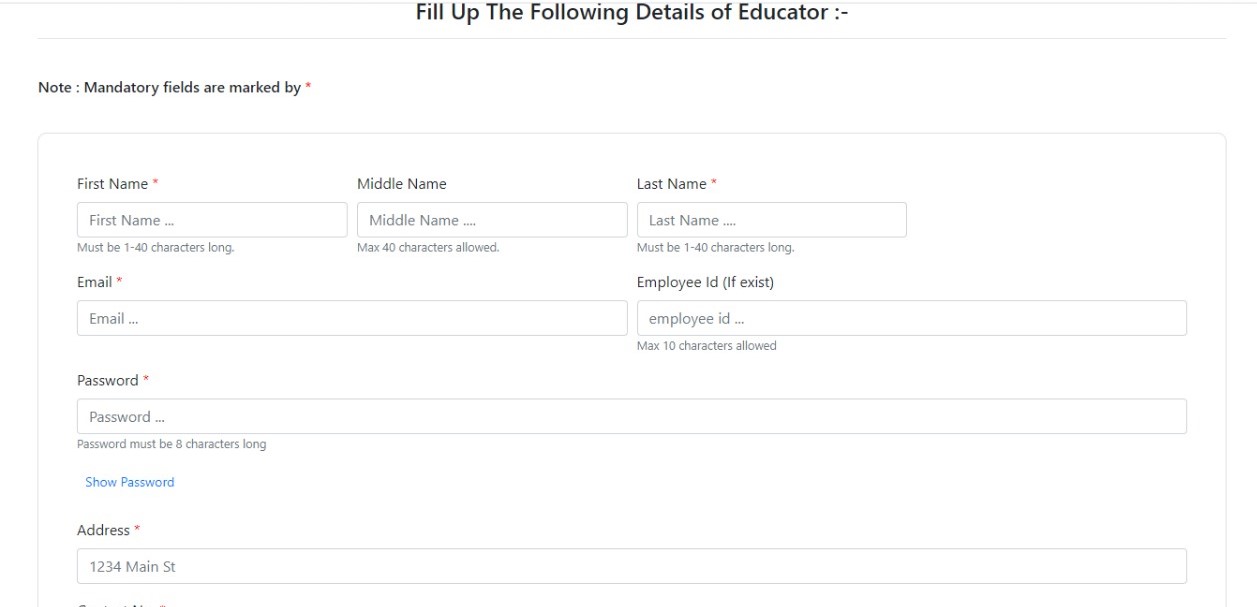 Fill Up The Following Details of Educator :-
Note : Mandatory fields are marked by *
First Name * Middle Name Last Name *
First Name ... Middle Name .... Last Name ....
Must be 1-40 characters long. Max 40 characters allowed. Must be 1-40 characters long.
Email * Employee Id (If exist)
Email ... employee id ...
Max 10 characters allowed
Password *
Password ...
Password must be 8 characters long
Show Password
Address *
1234 Main St